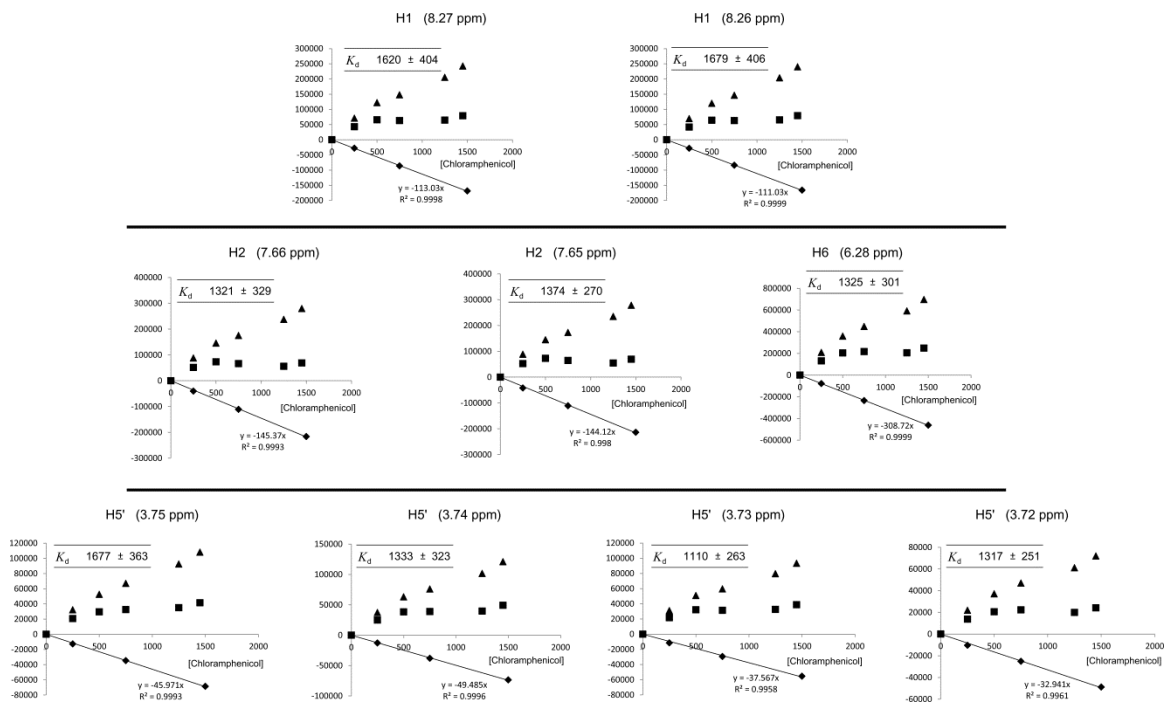 H1 (8.27 ppm)
300000
250000
200000
150000
100000
50000
0
-50000
-100000
-150000
-200000
Kd 1620 ± 404
0 500 1000 1500 2000
[Chloramphenicol]
y = -113.03x
R² = 0.9998
H1 (8.26 ppm)
300000
250000
200000
150000
100000
50000
0
-50000
-100000
-150000
-200000
Kd 1679 ± 406
0 500 1000 1500 2000
[Chloramphenicol]
y = -111.03x
R² = 0.9999
H2 (7.66 ppm)
400000
300000
200000
100000
0
-100000
-200000
-300000
Kd 1321 ± 329
0 500 1000 1500 2000
[Chloramphenicol]
y = -145.37x
R² = 0.9993
H2 (7.65 ppm)
400000
300000
200000
100000
0
-100000
-200000
-300000
Kd 1374 ± 270
0 500 1000 1500 2000
[Chloramphenicol]
y = -144.12x
R² = 0.998
H6 (6.28 ppm)
800000
600000
400000
200000
0
-200000
-400000
-600000
Kd 1325 ± 301
0 500 1000 1500 2000
[Chloramphenicol]
y = -308.72x
R² = 0.9999
H5' (3.75 ppm)
120000
100000
80000
60000
40000
20000
0
-20000
-40000
-60000
-80000
Kd 1677 ± 363
0 500 1000 1500 2000
[Chloramphenicol]
y = -45.971x
R² = 0.9993
H5' (3.74 ppm)
150000
100000
50000
0
-50000
-100000
Kd 1333 ± 323
0 500 1000 1500 2000
[Chloramphenicol]
y = -49.485x
R² = 0.9996
H5' (3.73 ppm)
120000
100000
80000
60000
40000
20000
0
-20000
-40000
-60000
-80000
Kd 1110 ± 263
0 500 1000 1500 2000
[Chloramphenicol]
y = -37.567x
R² = 0.9958
H5' (3.72 ppm)
80000
60000
40000
20000
0
-20000
-40000
-60000
Kd 1317 ± 251
0 500 1000 1500 2000
[Chloramphenicol]
y = -32.941x
R² = 0.9961